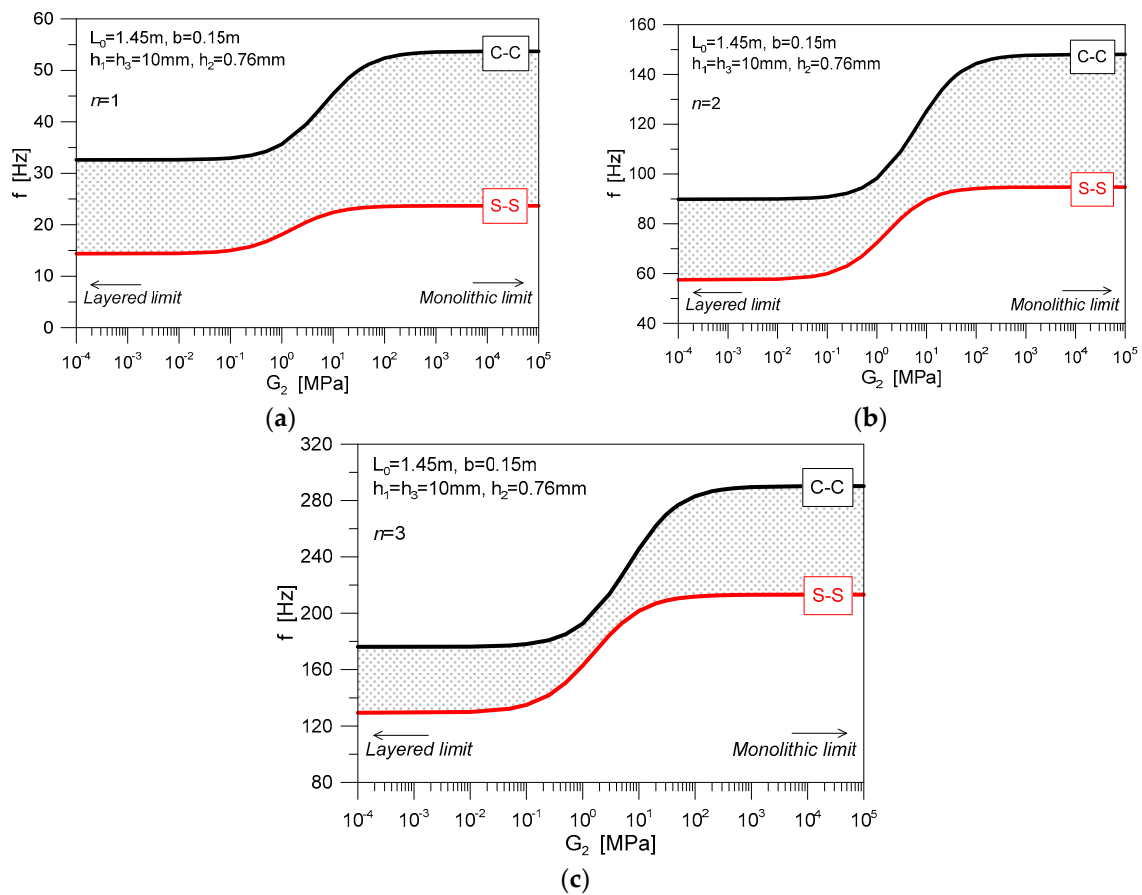 L₀=1.45m, b=0.15m
h₁=h₃=10mm, h₂=0.76mm
n=1
C-C
S-S
Layered limit
Monolithic limit
f [Hz]
60
50
40
30
20
10
0
10⁻⁴ 10⁻³ 10⁻² 10⁻¹ 10⁰ 10¹ 10² 10³ 10⁴ 10⁵
G₂ [MPa]
(a)
L₀=1.45m, b=0.15m
h₁=h₃=10mm, h₂=0.76mm
n=2
C-C
S-S
Layered limit
Monolithic limit
f [Hz]
160
140
120
100
80
60
40
10⁻⁴ 10⁻³ 10⁻² 10⁻¹ 10⁰ 10¹ 10² 10³ 10⁴ 10⁵
G₂ [MPa]
(b)
L₀=1.45m, b=0.15m
h₁=h₃=10mm, h₂=0.76mm
n=3
C-C
S-S
Layered limit
Monolithic limit
f [Hz]
320
280
240
200
160
120
80
10⁻⁴ 10⁻³ 10⁻² 10⁻¹ 10⁰ 10¹ 10² 10³ 10⁴ 10⁵
G₂ [MPa]
(c)